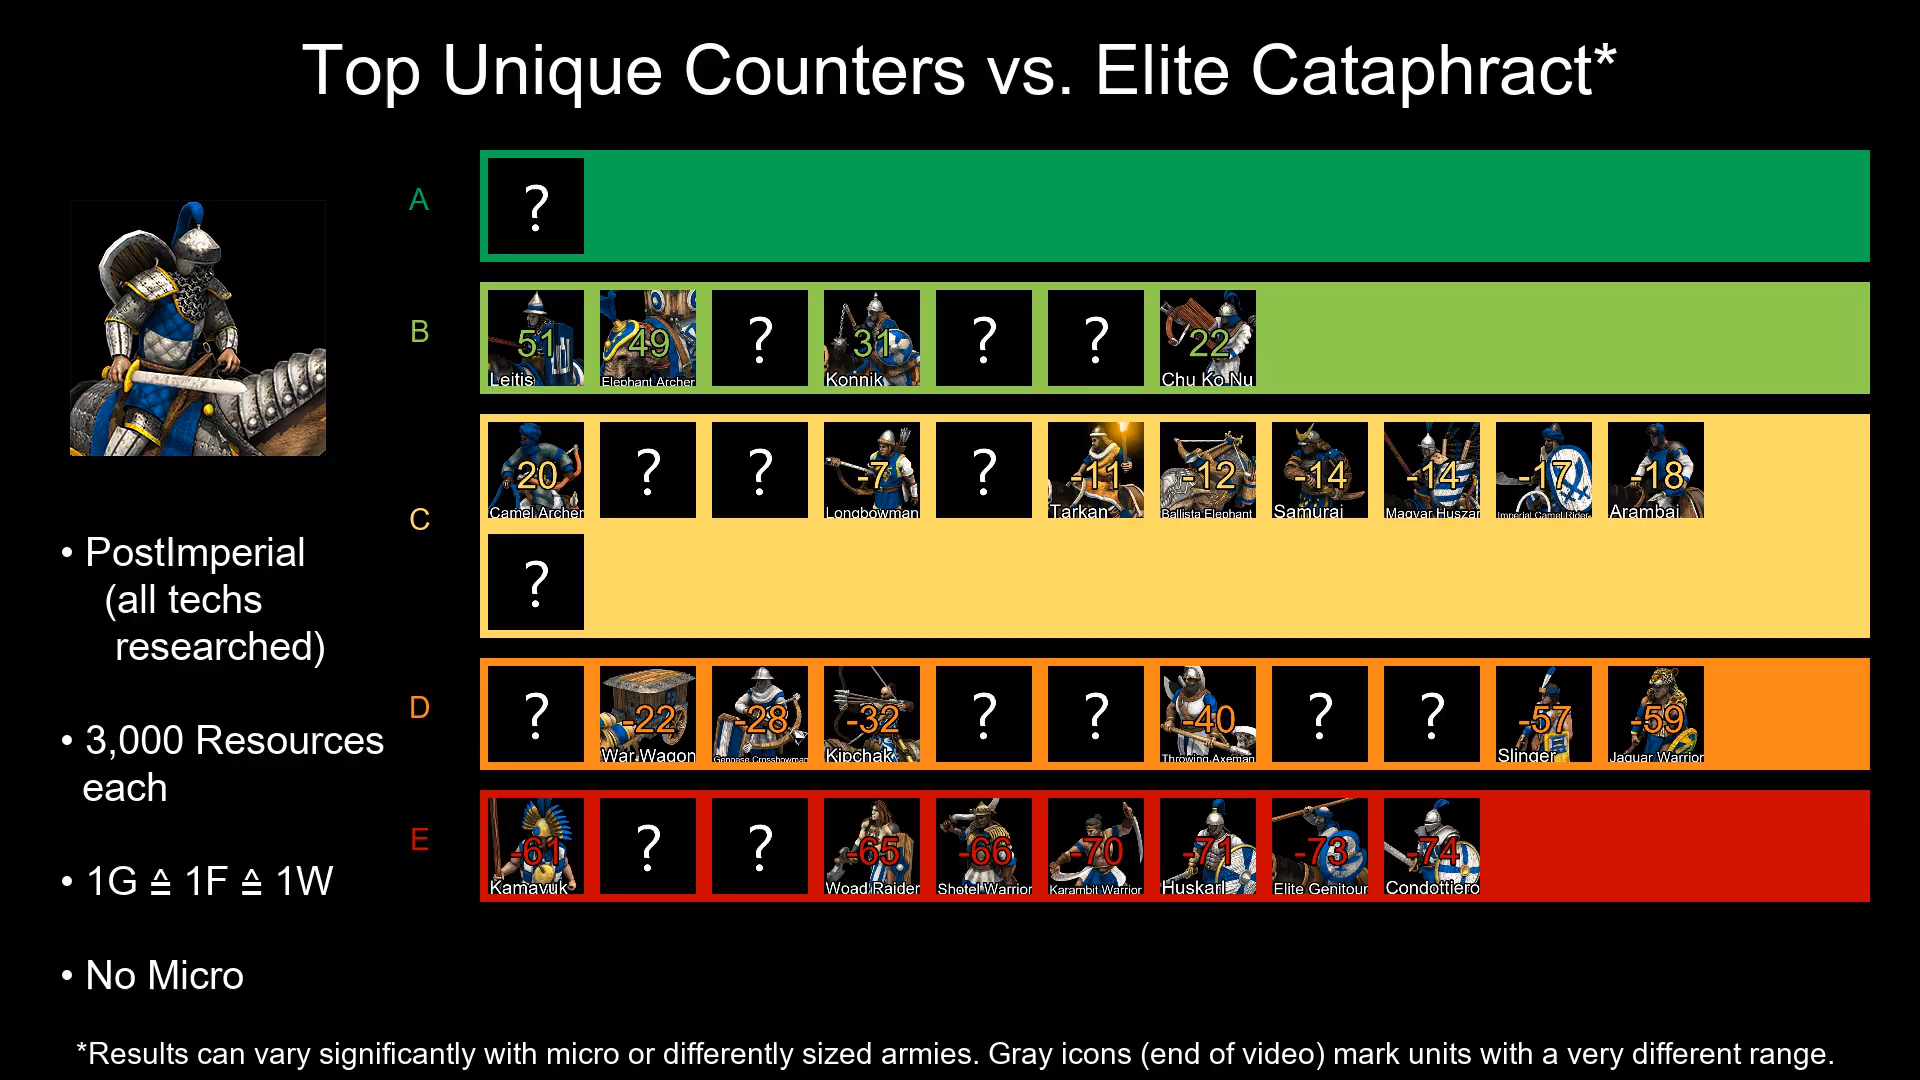 Top Unique Counters vs. Elite Cataphract*
A
?
B
51 49 ? 31 ? ? 22
Leitis Elephant Archer Konnik Chu Ko Nu
C
20 ? ? -7 ? -11 -12 -14 -14 -17 -18
Camel Archer Longbowman Tarkan Ballista Elephant Samurai Magyar Huszar Imperial Camel Rider Arambai
?
D
? -22 -28 -32 ? ? -40 ? ? -57 -59
War Wagon Genoese Crossbowman Kipchak Throwing Axeman Slinger Jaguar Warrior
E
-61 ? ? -65 -66 -70 -71 -73 -74
Kamayuk Woad Raider Shotel Warrior Karambit Warrior Huskarl Elite Genitour Condottiero
• PostImperial
(all techs
researched)
• 3,000 Resources
each
• 1G ≙ 1F ≙ 1W
• No Micro
*Results can vary significantly with micro or differently sized armies. Gray icons (end of video) mark units with a very different range.